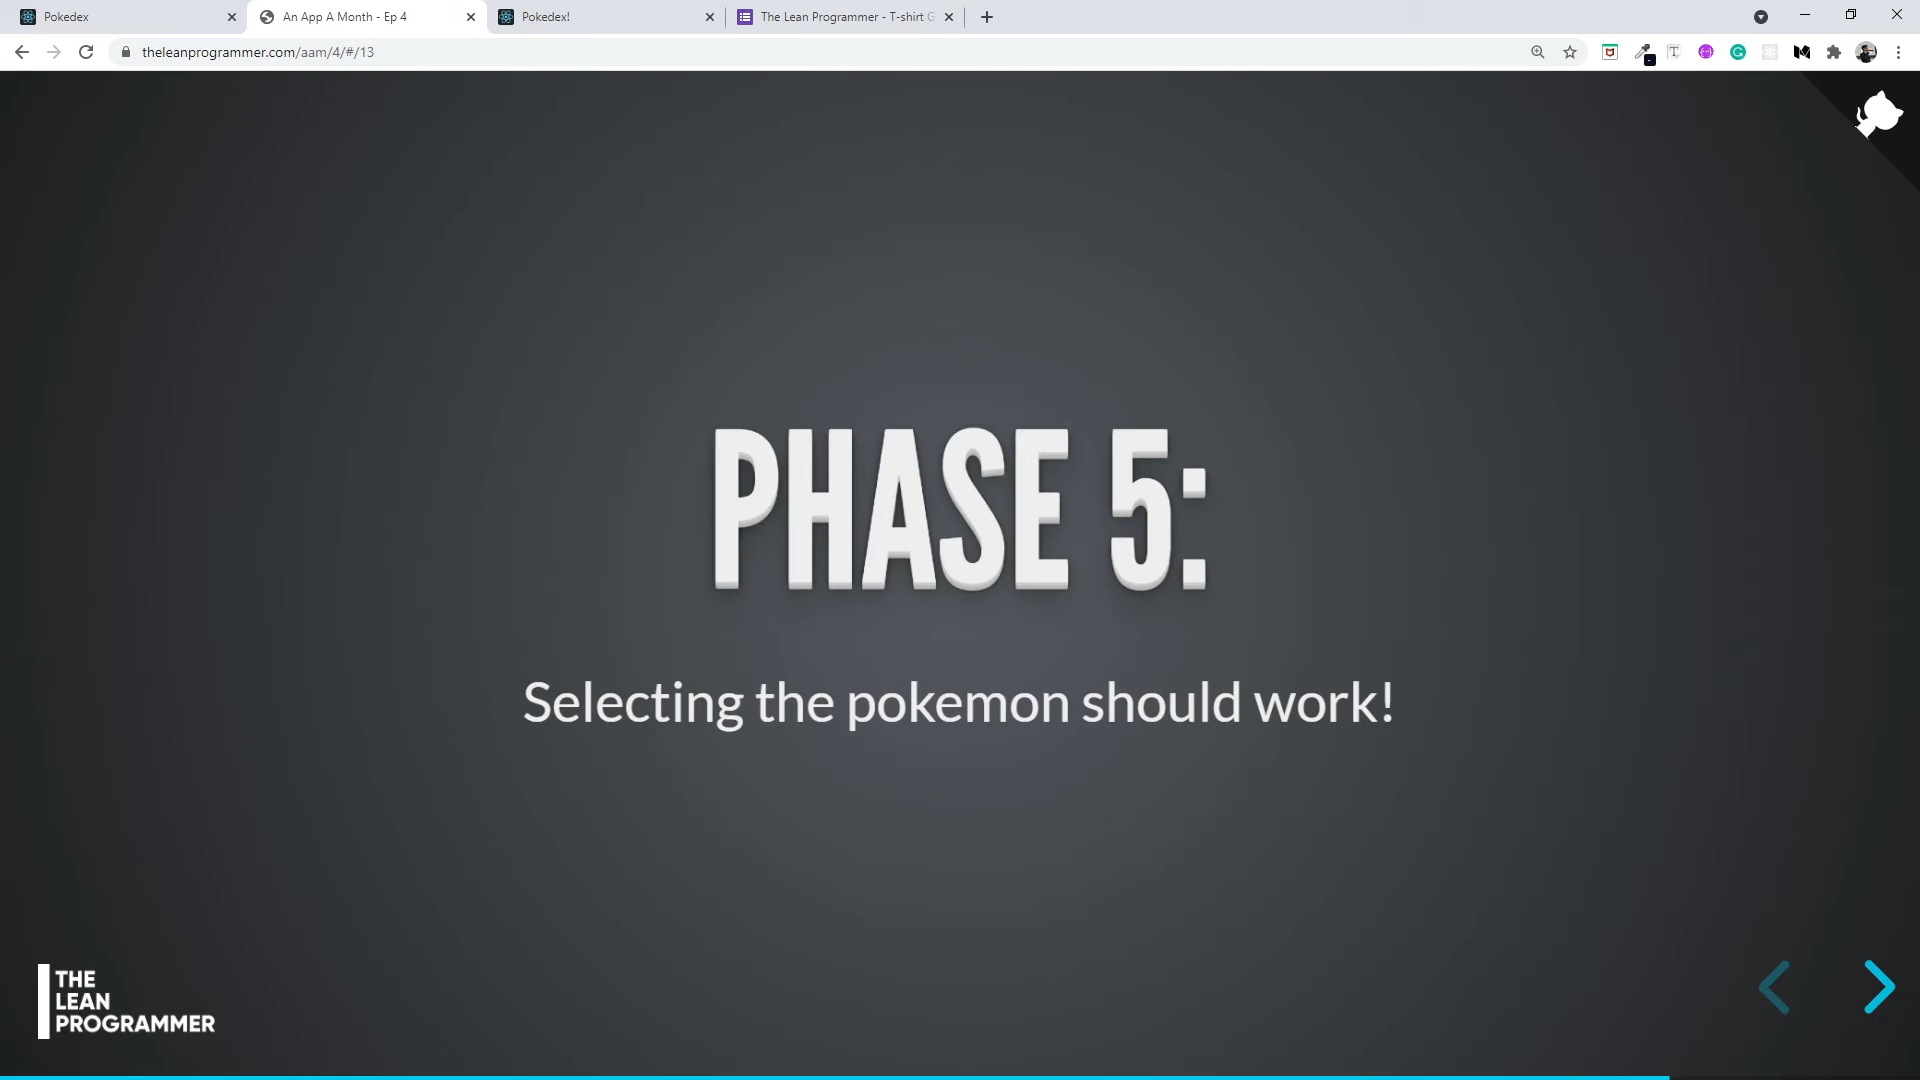 Pokedex
An App A Month - Ep 4
Pokedex!
The Lean Programmer - T-shirt G
theleanprogrammer.com/aam/4/#/13
PHASE 5:
Selecting the pokemon should work!
THE
LEAN
PROGRAMMER